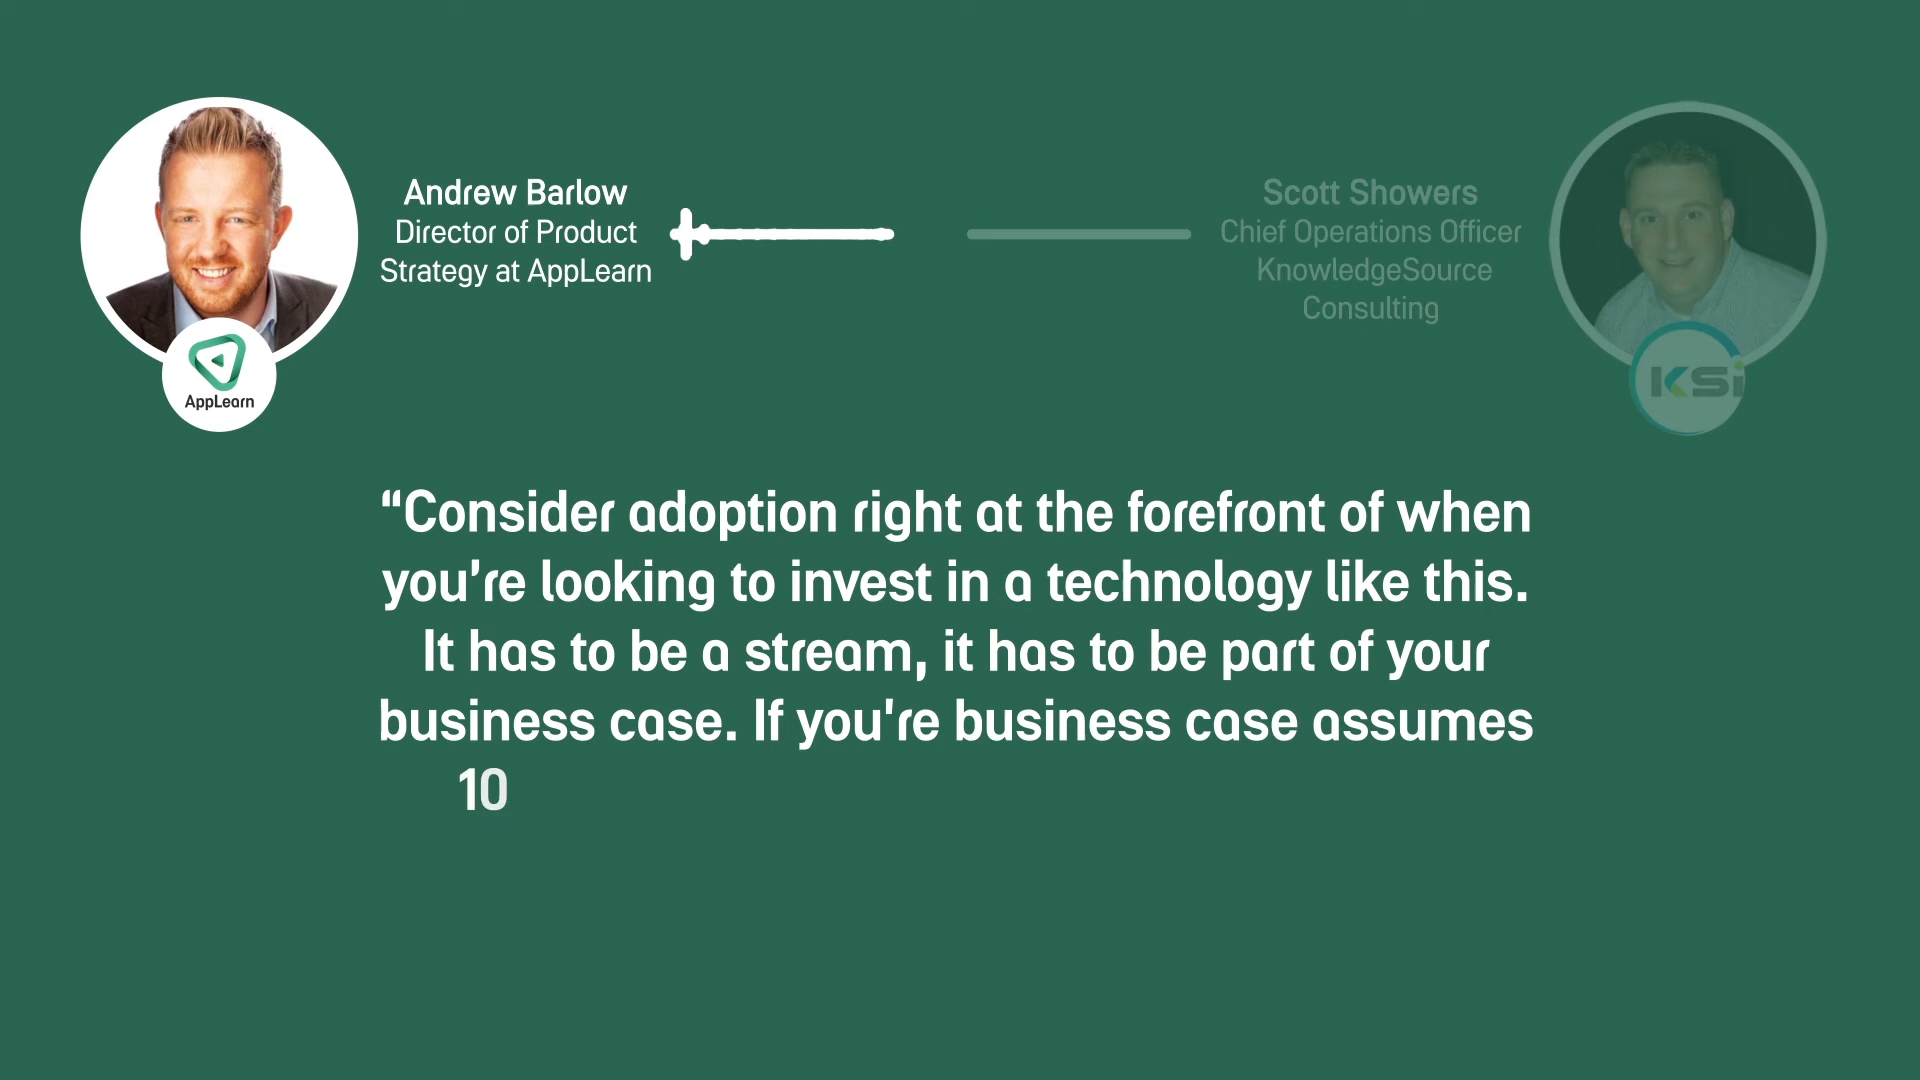 Andrew Barlow
Director of Product
Strategy at AppLearn
AppLearn
Scott Showers
Chief Operations Officer
KnowledgeSource
Consulting
KSi
“Consider adoption right at the forefront of when
you’re looking to invest in a technology like this.
It has to be a stream, it has to be part of your
business case. If you're business case assumes
10